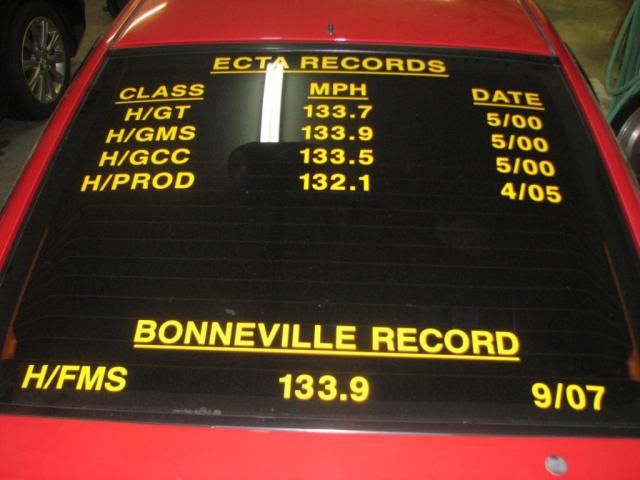 ECTA RECORDS
CLASS MPH DATE
H/GT 133.7 5/00
H/GMS 133.9 5/00
H/GCC 133.5 5/00
H/PROD 132.1 4/05
BONNEVILLE RECORD
H/FMS 133.9 9/07